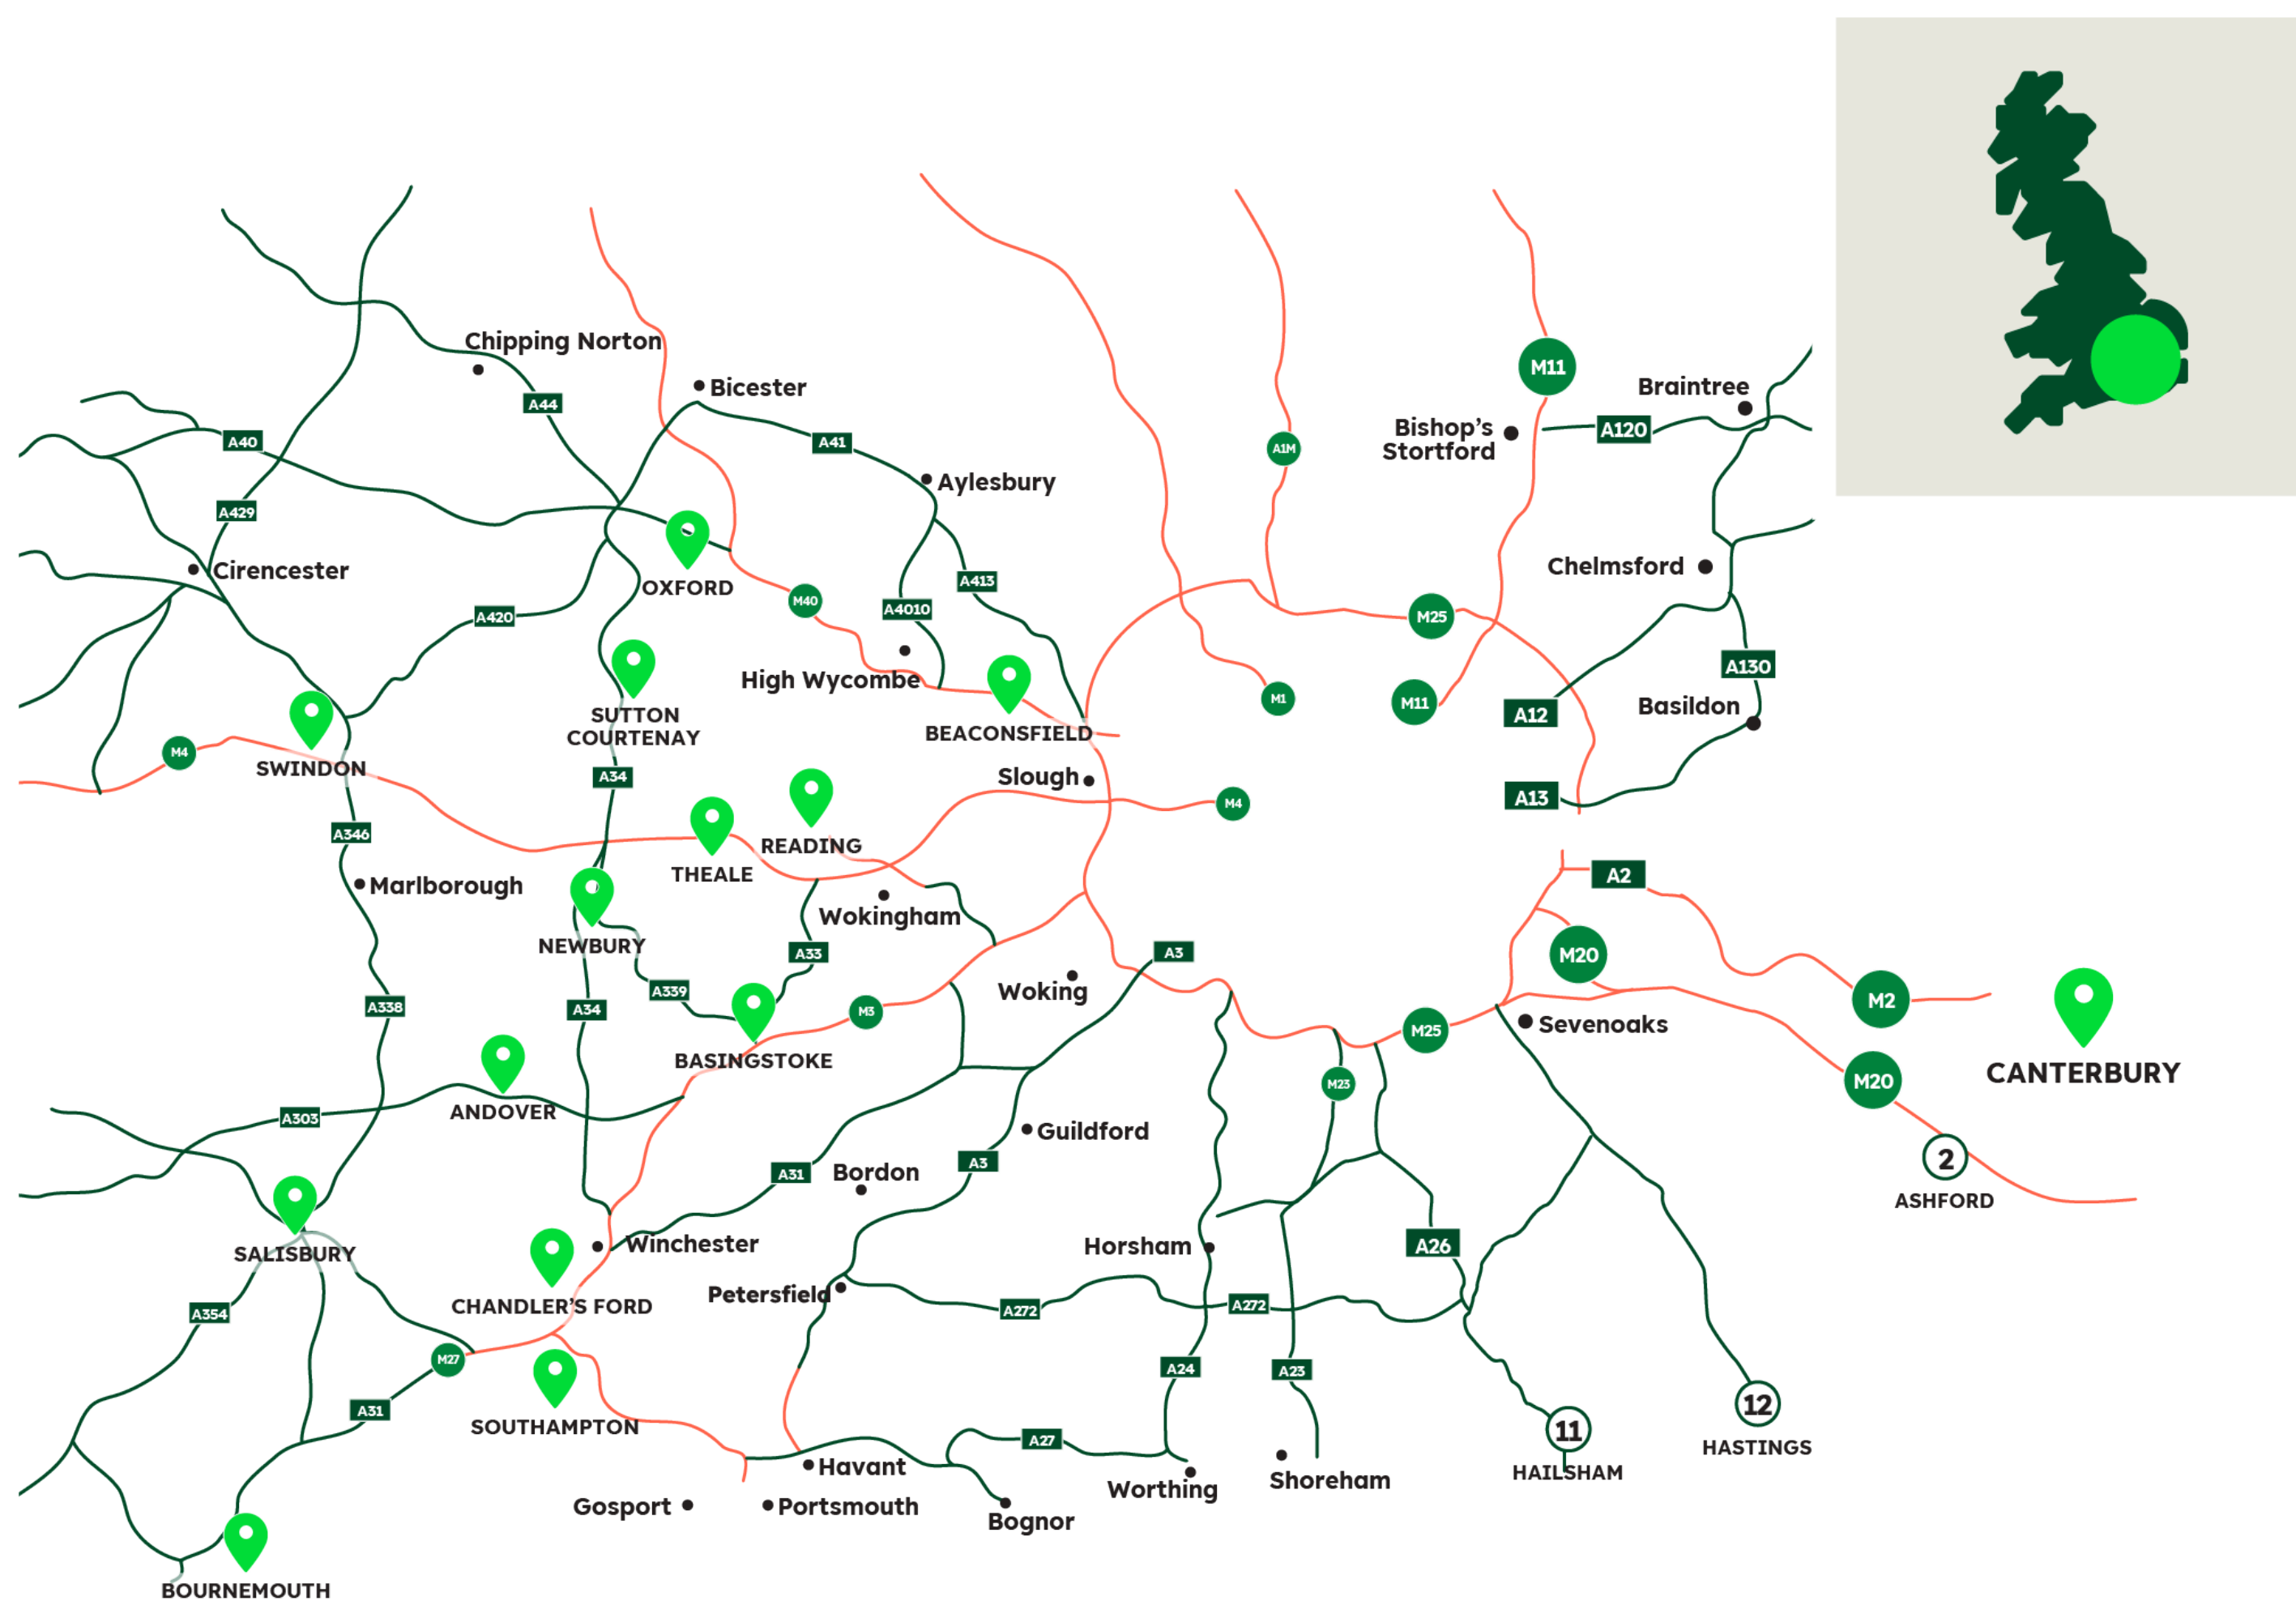 Chipping Norton
M11
Bicester
Braintree
A44
Bishop's
Stortford
A120
A40
A41
A1M
Aylesbury
A429
Cirencester
Chelmsford
OXFORD
A413
M40
A4010
A420
M25
High Wycombe
A130
M1
M11
A12
Basildon
SUTTON
COURTENAY
BEACONSFIELD
M4
SWINDON
A34
Slough
A13
M4
A346
READING
THEALE
A2
Marlborough
Wokingham
NEWBURY
A33
A3
M20
A339
Woking
M2
A338
A34
M3
M25
Sevenoaks
BASINGSTOKE
CANTERBURY
M23
M20
ANDOVER
A303
Guildford
A31
Bordon
A3
2
ASHFORD
SALISBURY
Winchester
Horsham
A26
CHANDLER'S FORD
Petersfield
A354
A272
A272
M27
A24
A23
A31
SOUTHAMPTON
12
11
HASTINGS
A27
Havant
HAILSHAM
Worthing
Shoreham
Gosport
Portsmouth
Bognor
BOURNEMOUTH